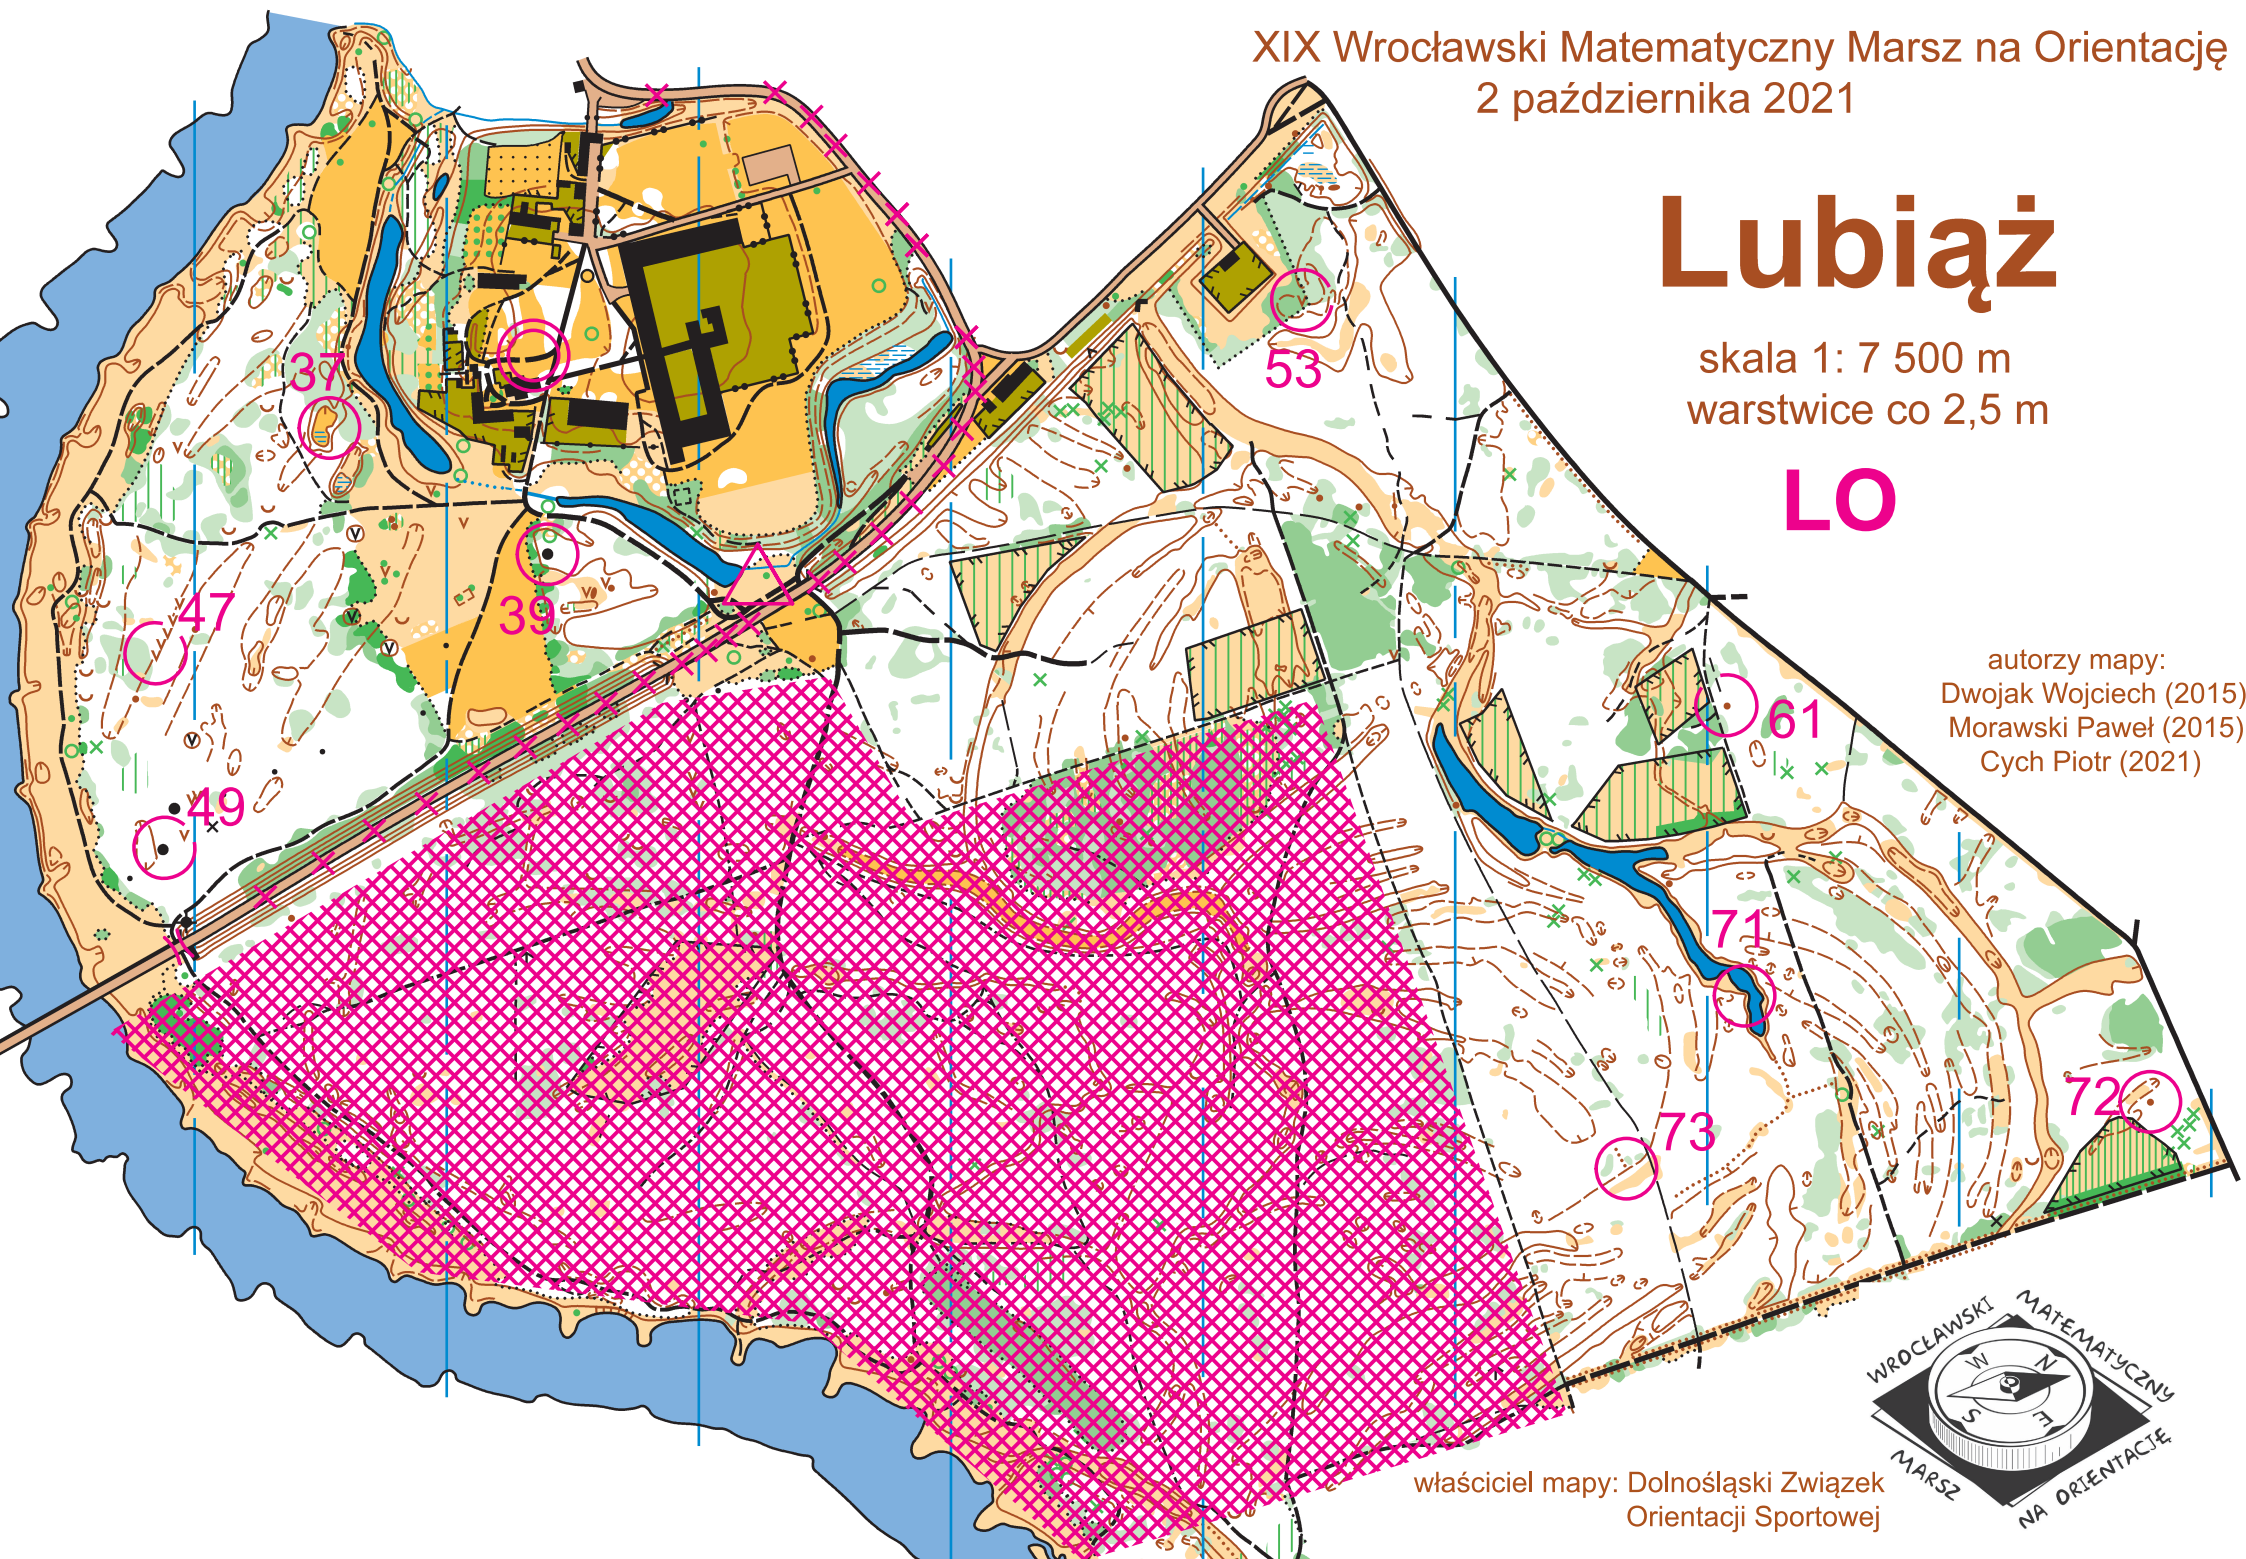 XIX Wrocławski Matematyczny Marsz na Orientację
2 października 2021
Lubiąż
skala 1: 7 500 m
warstwice co 2,5 m
LO
37
53
47
39
49
61
71
72
73
autorzy mapy:
Dwojak Wojciech (2015)
Morawski Paweł (2015)
Cych Piotr (2021)
WROCŁAWSKI
MATEMATYCZNY
W
N
S
E
MARSZ
NA ORIENTACJĘ
właściciel mapy: Dolnośląski Związek
Orientacji Sportowej